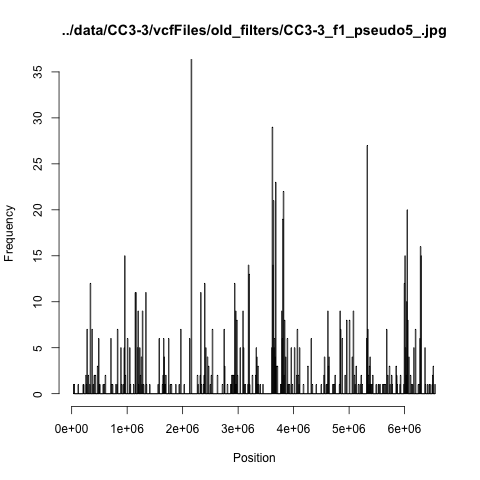 ../data/CC3-3/vcfFiles/old_filters/CC3-3_f1_pseudo5_.jpg
Frequency
35
30
25
20
15
10
5
0
0e+00 1e+06 2e+06 3e+06 4e+06 5e+06 6e+06
Position